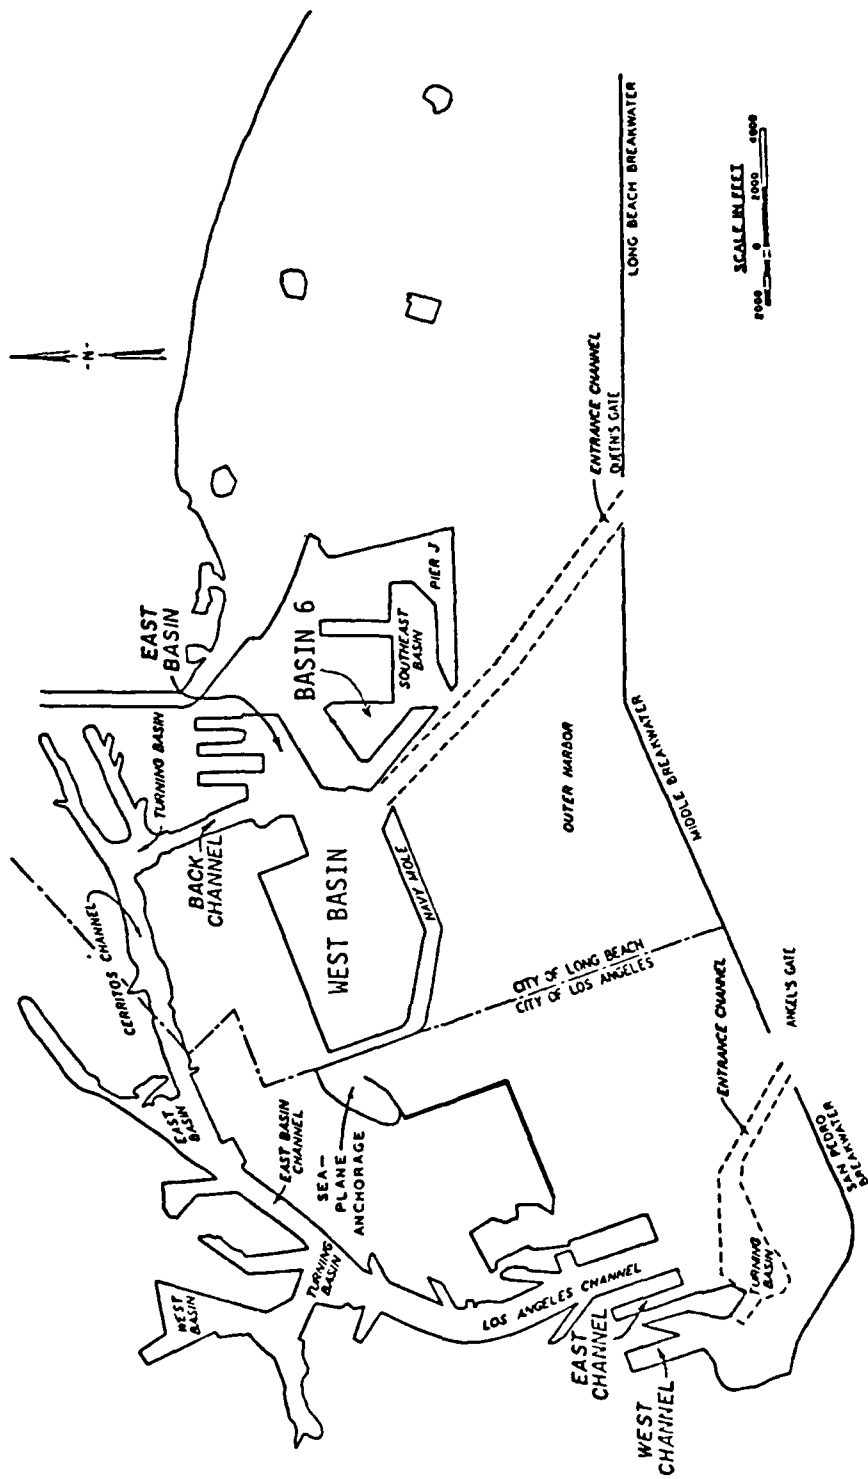 -N-
LONG BEACH BREAKWATER
SCALE IN FEET
2000 0 2000 4000
ENTRANCE CHANNEL
QUEEN'S GATE
EAST
BASIN
BASIN 6
SOUTHEAST
BASIN
PIER J
TURNING BASIN
BACK
CHANNEL
CERRITOS CHANNEL
WEST BASIN
NAVY MOLE
OUTER HARBOR
MIDDLE BREAKWATER
CITY OF LONG BEACH
CITY OF LOS ANGELES
ANGEL'S GATE
ENTRANCE CHANNEL
SAN PEDRO
BREAKWATER
EAST
BASIN
EAST BASIN
CHANNEL
SEA-
PLANE
ANCHORAGE
WEST
BASIN
TURNING
BASIN
LOS ANGELES CHANNEL
EAST
CHANNEL
WEST
CHANNEL
TURNING
BASIN